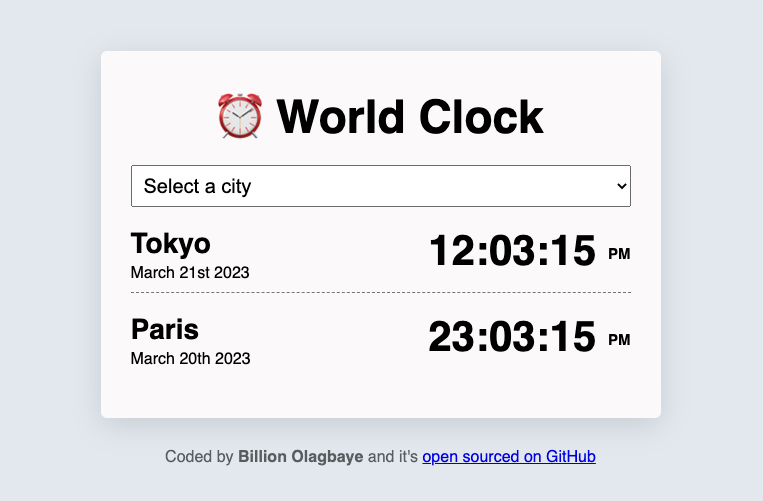 ⏰ World Clock
Select a city
Tokyo
12:03:15 PM
March 21st 2023
Paris
23:03:15 PM
March 20th 2023
Coded by Billion Olagbaye and it's open sourced on GitHub